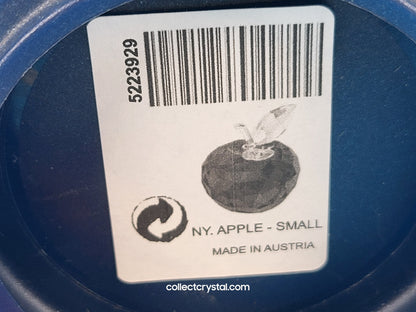 5223929
NY. APPLE - SMALL
MADE IN AUSTRIA
collectcrystal.com